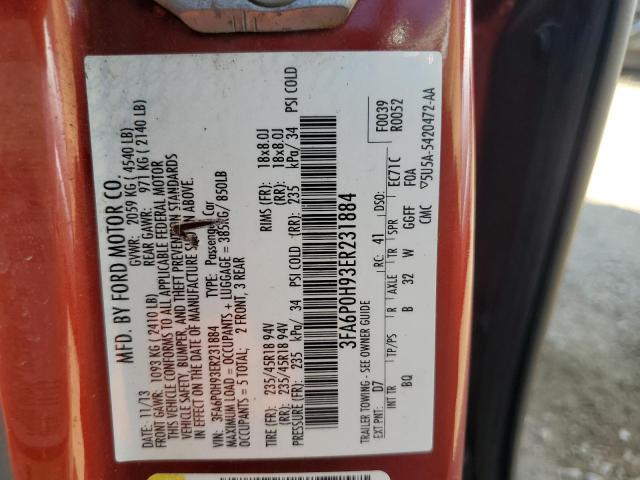 MFD. BY FORD MOTOR CO.
DATE: 11/13 GVWR: 2059 KG (4540 LB)
FRONT GAWR: 1093 KG (2410 LB) REAR GAWR: 971 KG (2140 LB)
THIS VEHICLE CONFORMS TO ALL APPLICABLE FEDERAL MOTOR
VEHICLE SAFETY, BUMPER, AND THEFT PREVENTION STANDARDS
IN EFFECT ON THE DATE OF MANUFACTURE SHOWN ABOVE.
VIN: 3FA6P0H93ER231884 TYPE: Passenger Car
MAXIMUM LOAD = OCCUPANTS + LUGGAGE = 385KG/ 850LB
OCCUPANTS = 5 TOTAL: 2 FRONT, 3 REAR
TIRE (FR): 235/45R18 94V RIMS (FR): 18x8.0J
TIRE (RR): 235/45R18 94V (RR): 18x8.0J
PRESSURE (FR): 235 kPa/ 34 PSI COLD (RR): 235 kPa/ 34 PSI COLD
3FA6P0H93ER231884
TRAILER TOWING - SEE OWNER GUIDE
EXT PNT: D7 RC: 41 DSO: F0039
R0052
INT TR TP/PS R AXLE TR SPR EC71C
BQ B 32 W GGFF FOA
CMC ▽5U5A-5420472-AA